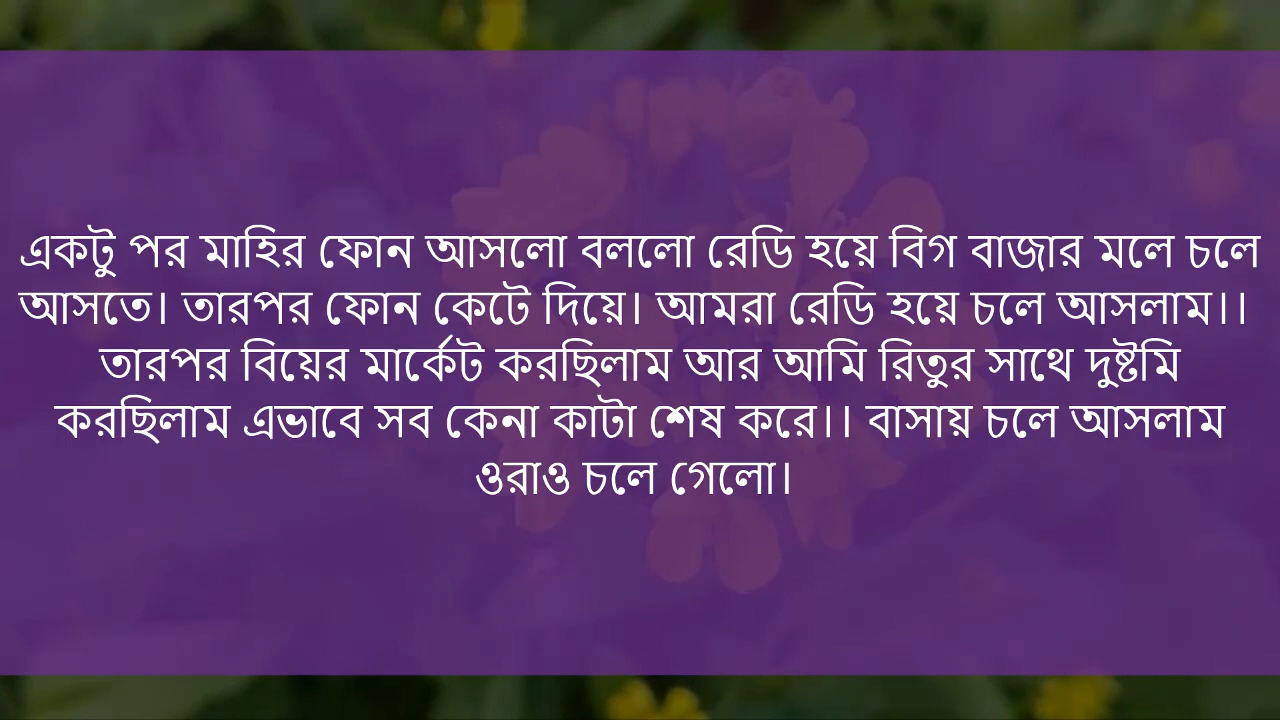 একটু পর মাহির ফোন আসলো বললো রেডি হয়ে বিগ বাজার মলে চলে
আসতে। তারপর ফোন কেটে দিয়ে। আমরা রেডি হয়ে চলে আসলাম।।
তারপর বিয়ের মার্কেট করছিলাম আর আমি রিতুর সাথে দুষ্টমি
করছিলাম এভাবে সব কেনা কাটা শেষ করে।। বাসায় চলে আসলাম
ওরাও চলে গেলো।